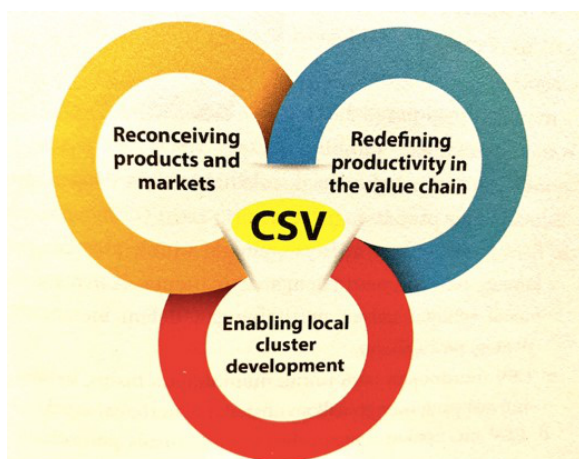 Reconceiving
products and
markets
Redefining
productivity in
the value chain
CSV
Enabling local
cluster
development